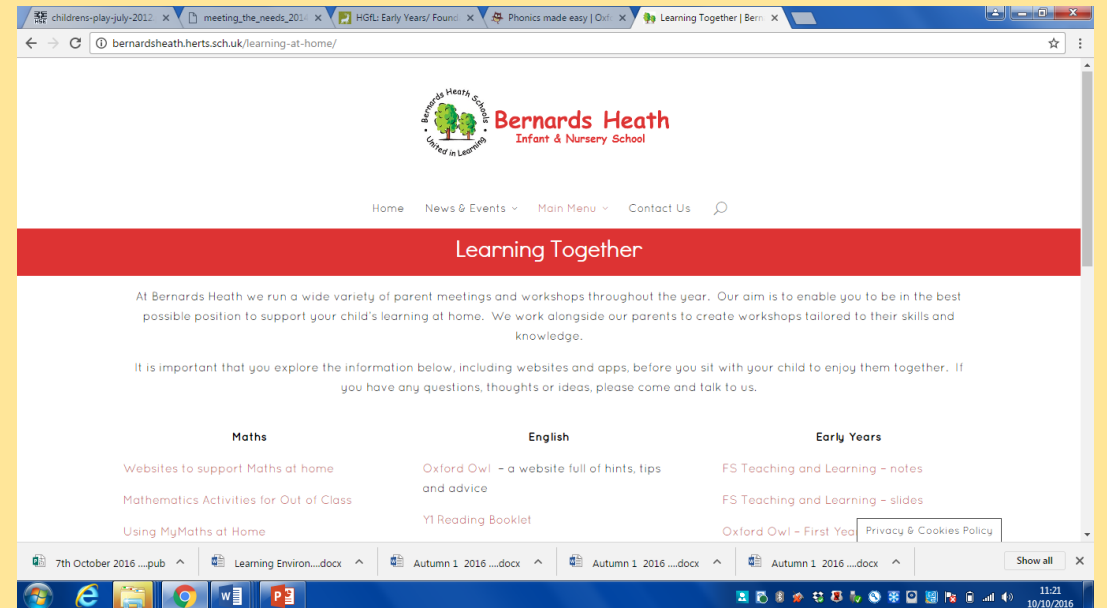 childrens-play-july-2012
meeting_the_needs_201
HGfL: Early Years/ Found
Phonics made easy | Oxf
Learning Together | Bern
bernardsheath.herts.sch.uk/learning-at-home/
Bernards Heath Schools
United in Learning
Bernards Heath
Infant & Nursery School
Home News & Events Main Menu Contact Us
Learning Together
At Bernards Heath we run a wide variety of parent meetings and workshops throughout the year. Our aim is to enable you to be in the best
possible position to support your child's learning at home. We work alongside our parents to create workshops tailored to their skills and
knowledge.
It is important that you explore the information below, including websites and apps, before you sit with your child to enjoy them together. If
you have any questions, thoughts or ideas, please come and talk to us.
Maths
Websites to support Maths at home
Mathematics Activities for Out of Class
Using MyMaths at Home
English
Oxford Owl – a website full of hints, tips
and advice
Y1 Reading Booklet
Early Years
FS Teaching and Learning – notes
FS Teaching and Learning – slides
Oxford Owl – First Yea
Privacy & Cookies Policy
7th October 2016 ....pub
Learning Environ....docx
Autumn 1 2016 ....docx
Autumn 1 2016 ....docx
Autumn 1 2016 ....docx
Show all
11:21
10/10/2016